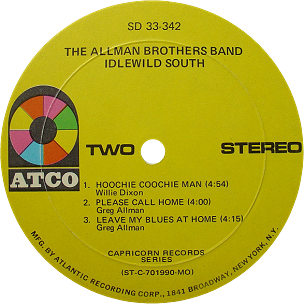 SD 33-342
THE ALLMAN BROTHERS BAND
IDLEWILD SOUTH
ATCO
TWO
STEREO
1. HOOCHIE COOCHIE MAN (4:54)
Willie Dixon
2. PLEASE CALL HOME (4:00)
Greg Allman
3. LEAVE MY BLUES AT HOME (4:15)
Greg Allman
CAPRICORN RECORDS
SERIES
(ST-C-701990-MO)
MFG. BY ATLANTIC RECORDING CORP., 1841 BROADWAY, NEW YORK, N.Y.